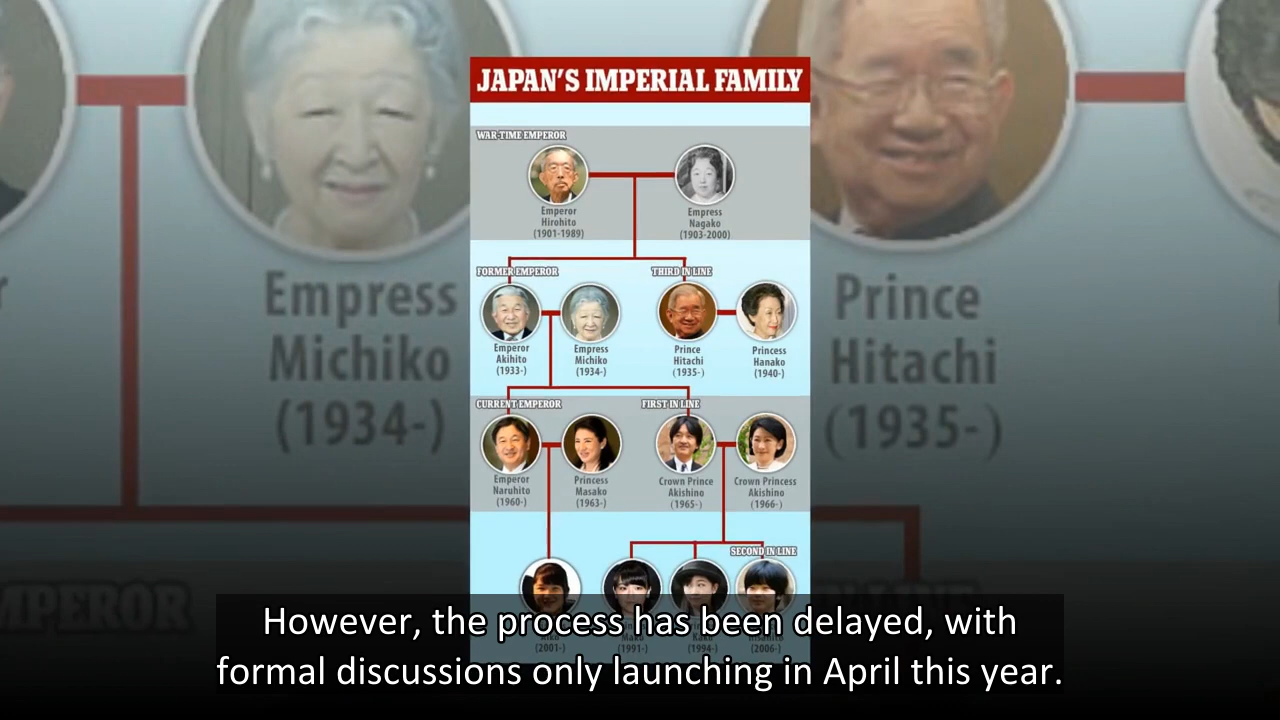 JAPAN'S IMPERIAL FAMILY
WAR-TIME EMPEROR
Emperor
Hirohito
(1901-1989)
Empress
Nagako
(1903-2000)
FORMER EMPEROR
THIRD IN LINE
Emperor
Akihito
(1933-)
Empress
Michiko
(1934-)
Prince
Hitachi
(1935-)
Princess
Hanako
(1940-)
CURRENT EMPEROR
FIRST IN LINE
Emperor
Naruhito
(1960-)
Princess
Masako
(1963-)
Crown Prince
Akishino
(1965-)
Crown Princess
Akishino
(1966-)
SECOND IN LINE
(2001-)
(1991-)
(1994-)
(2006-)
Empress
Michiko
(1934-)
Prince
Hitachi
(1935-)
However, the process has been delayed, with
formal discussions only launching in April this year.